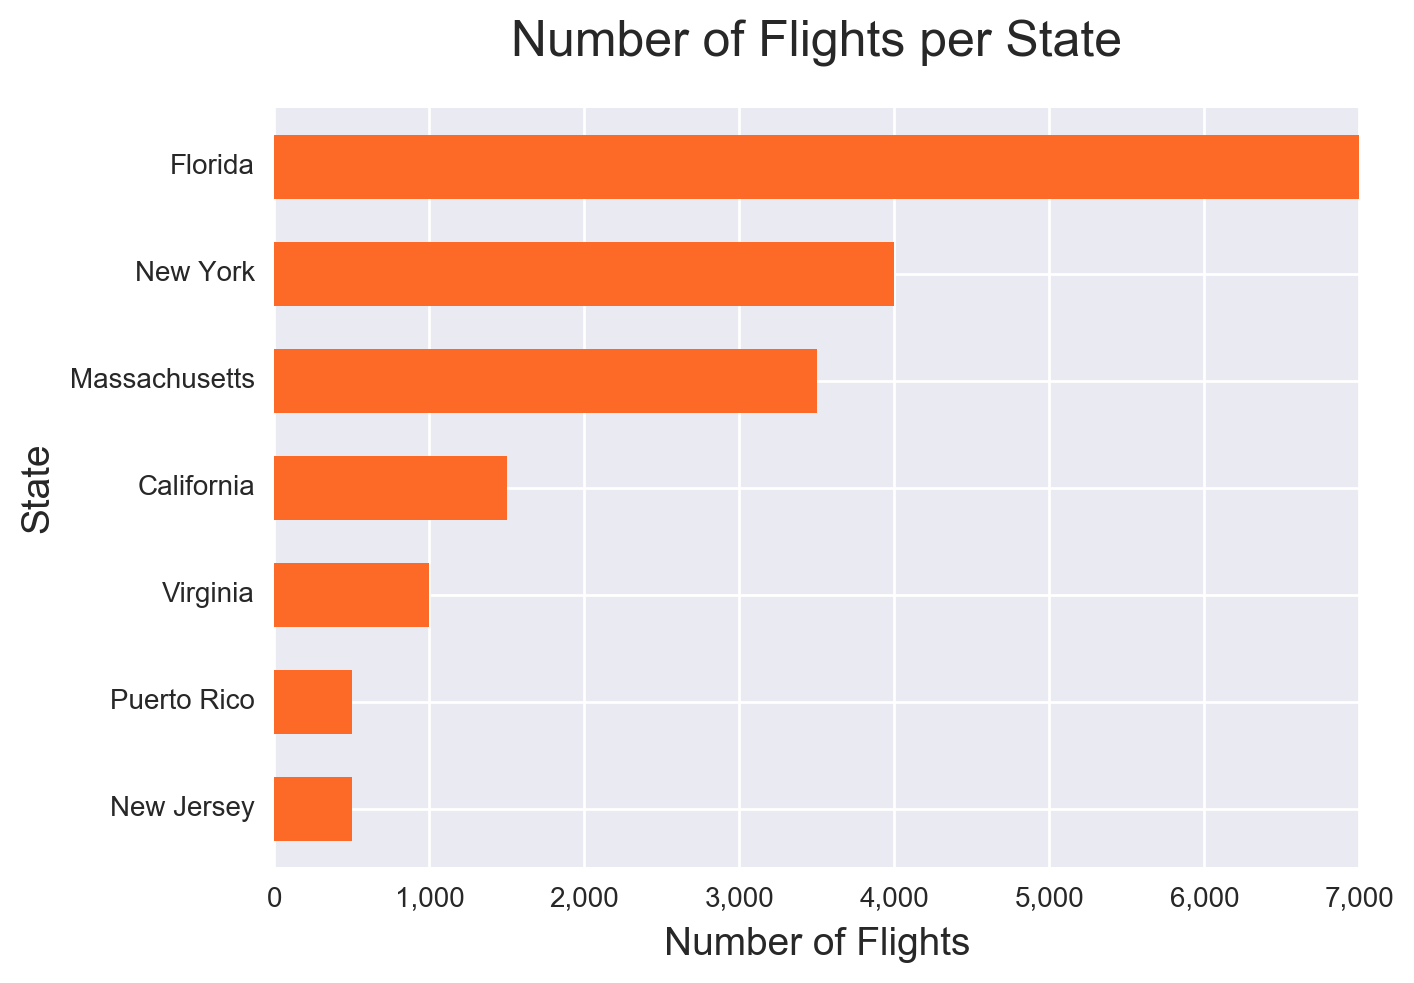 Number of Flights per State
Florida
New York
Massachusetts
California
Virginia
Puerto Rico
New Jersey
State
0 1,000 2,000 3,000 4,000 5,000 6,000 7,000
Number of Flights